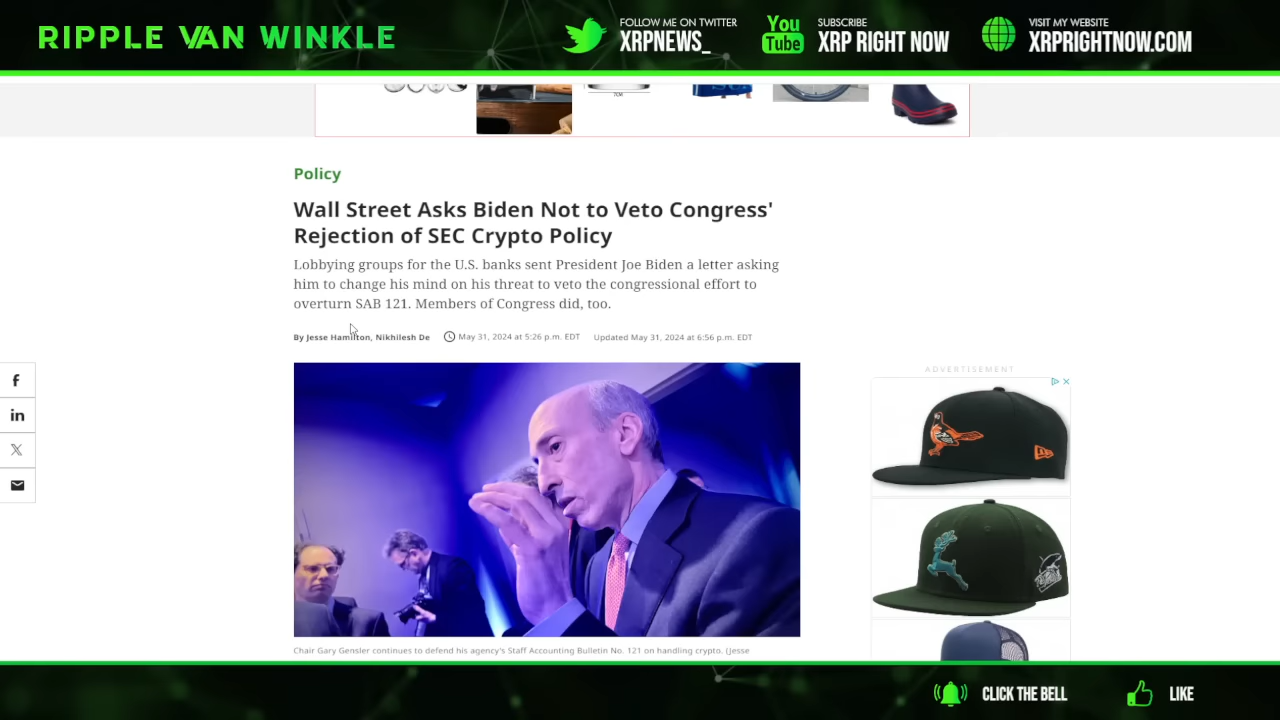 RIPPLE VAN WINKLE
FOLLOW ME ON TWITTER
XRPNEWS_
You
Tube
SUBSCRIBE
XRP RIGHT NOW
VISIT MY WEBSITE
XRPRIGHTNOW.COM
Policy
Wall Street Asks Biden Not to Veto Congress'
Rejection of SEC Crypto Policy
Lobbying groups for the U.S. banks sent President Joe Biden a letter asking
him to change his mind on his threat to veto the congressional effort to
overturn SAB 121. Members of Congress did, too.
By Jesse Hamilton, Nikhilesh De
May 31, 2024 at 5:26 p.m. EDT
Updated May 31, 2024 at 6:56 p.m. EDT
f
in
X
ADVERTISEMENT
Chair Gary Gensler continues to defend his agency's Staff Accounting Bulletin No. 121 on handling crypto. (Jesse
CLICK THE BELL
LIKE